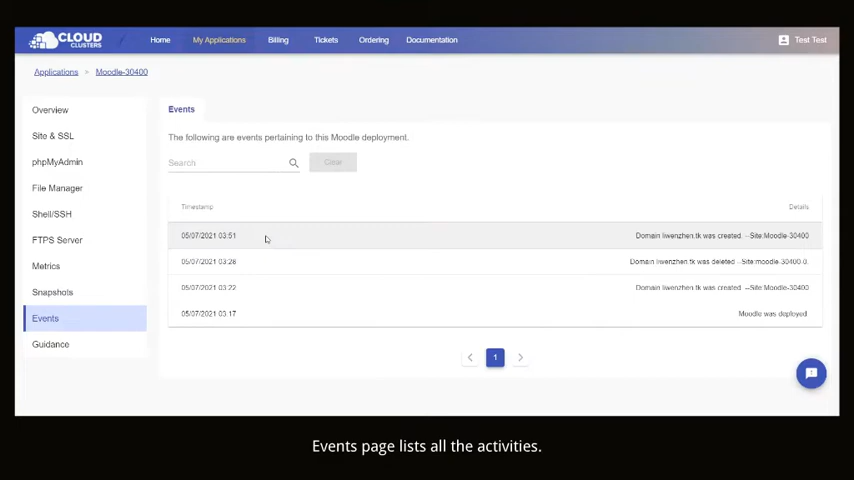 CLOUD CLUSTERS
Home My Applications Billing Tickets Ordering Documentation Test Test
Applications Moodle-30400
Overview
Site & SSL
phpMyAdmin
File Manager
Shell/SSH
FTPS Server
Metrics
Snapshots
Events
Guidance
Events
The following are events pertaining to this Moodle deployment.
Search Clear
Timestamp Details
05/07/2021 03:51 Domain liwenzhen.tk was created. --Site:Moodle-30400
05/07/2021 03:28 Domain liwenzhen.tk was deleted --Site:moodle-30400-0.
05/07/2021 03:22 Domain liwenzhen.tk was created. --Site:Moodle-30400
05/07/2021 03:17 Moodle was deployed.
1
Events page lists all the activities.